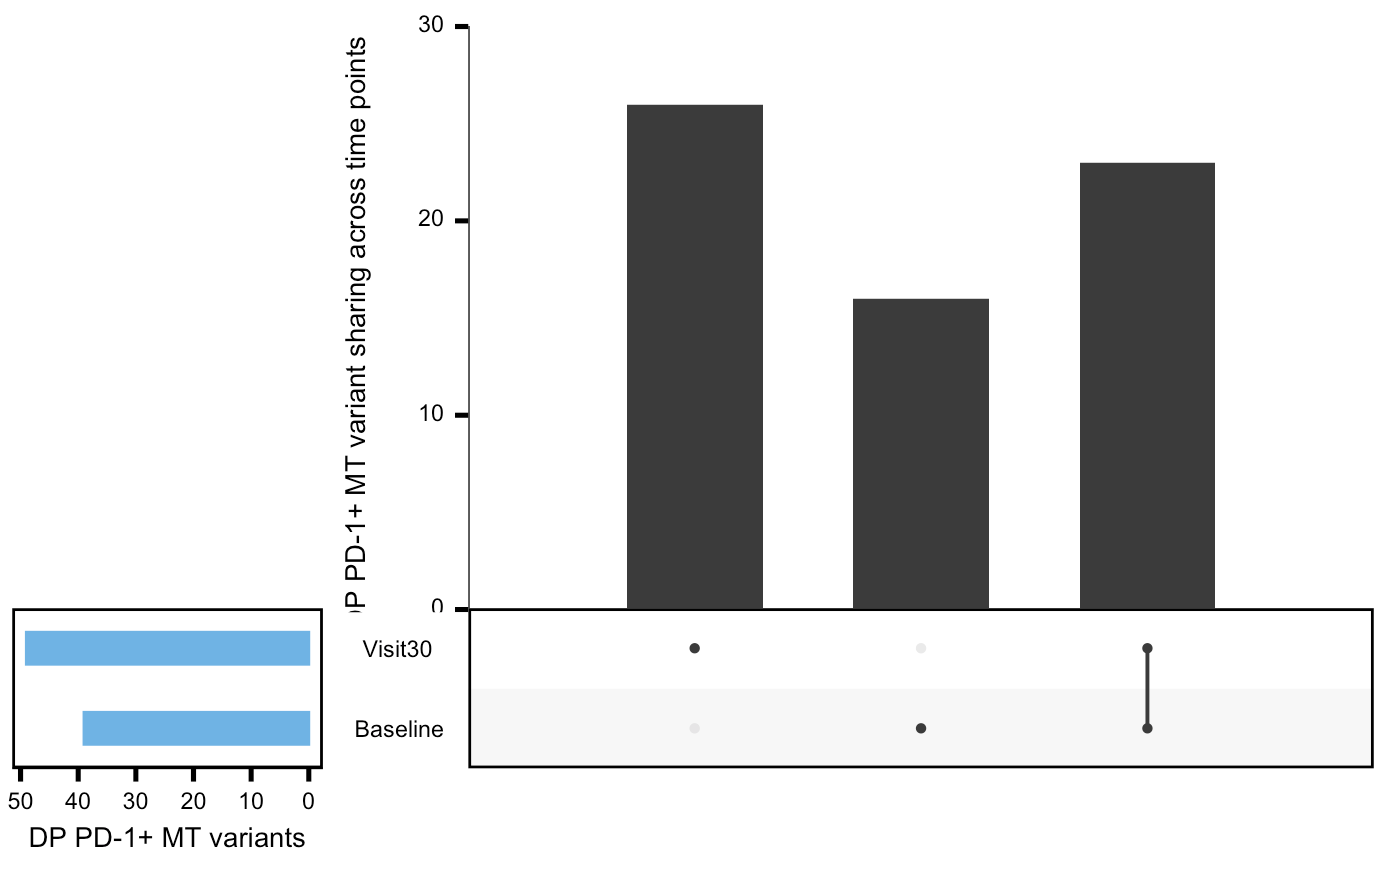 30
20
10
0
PD-1+ MT variant sharing across time points
Visit30
Baseline
50 40 30 20 10 0
DP PD-1+ MT variants